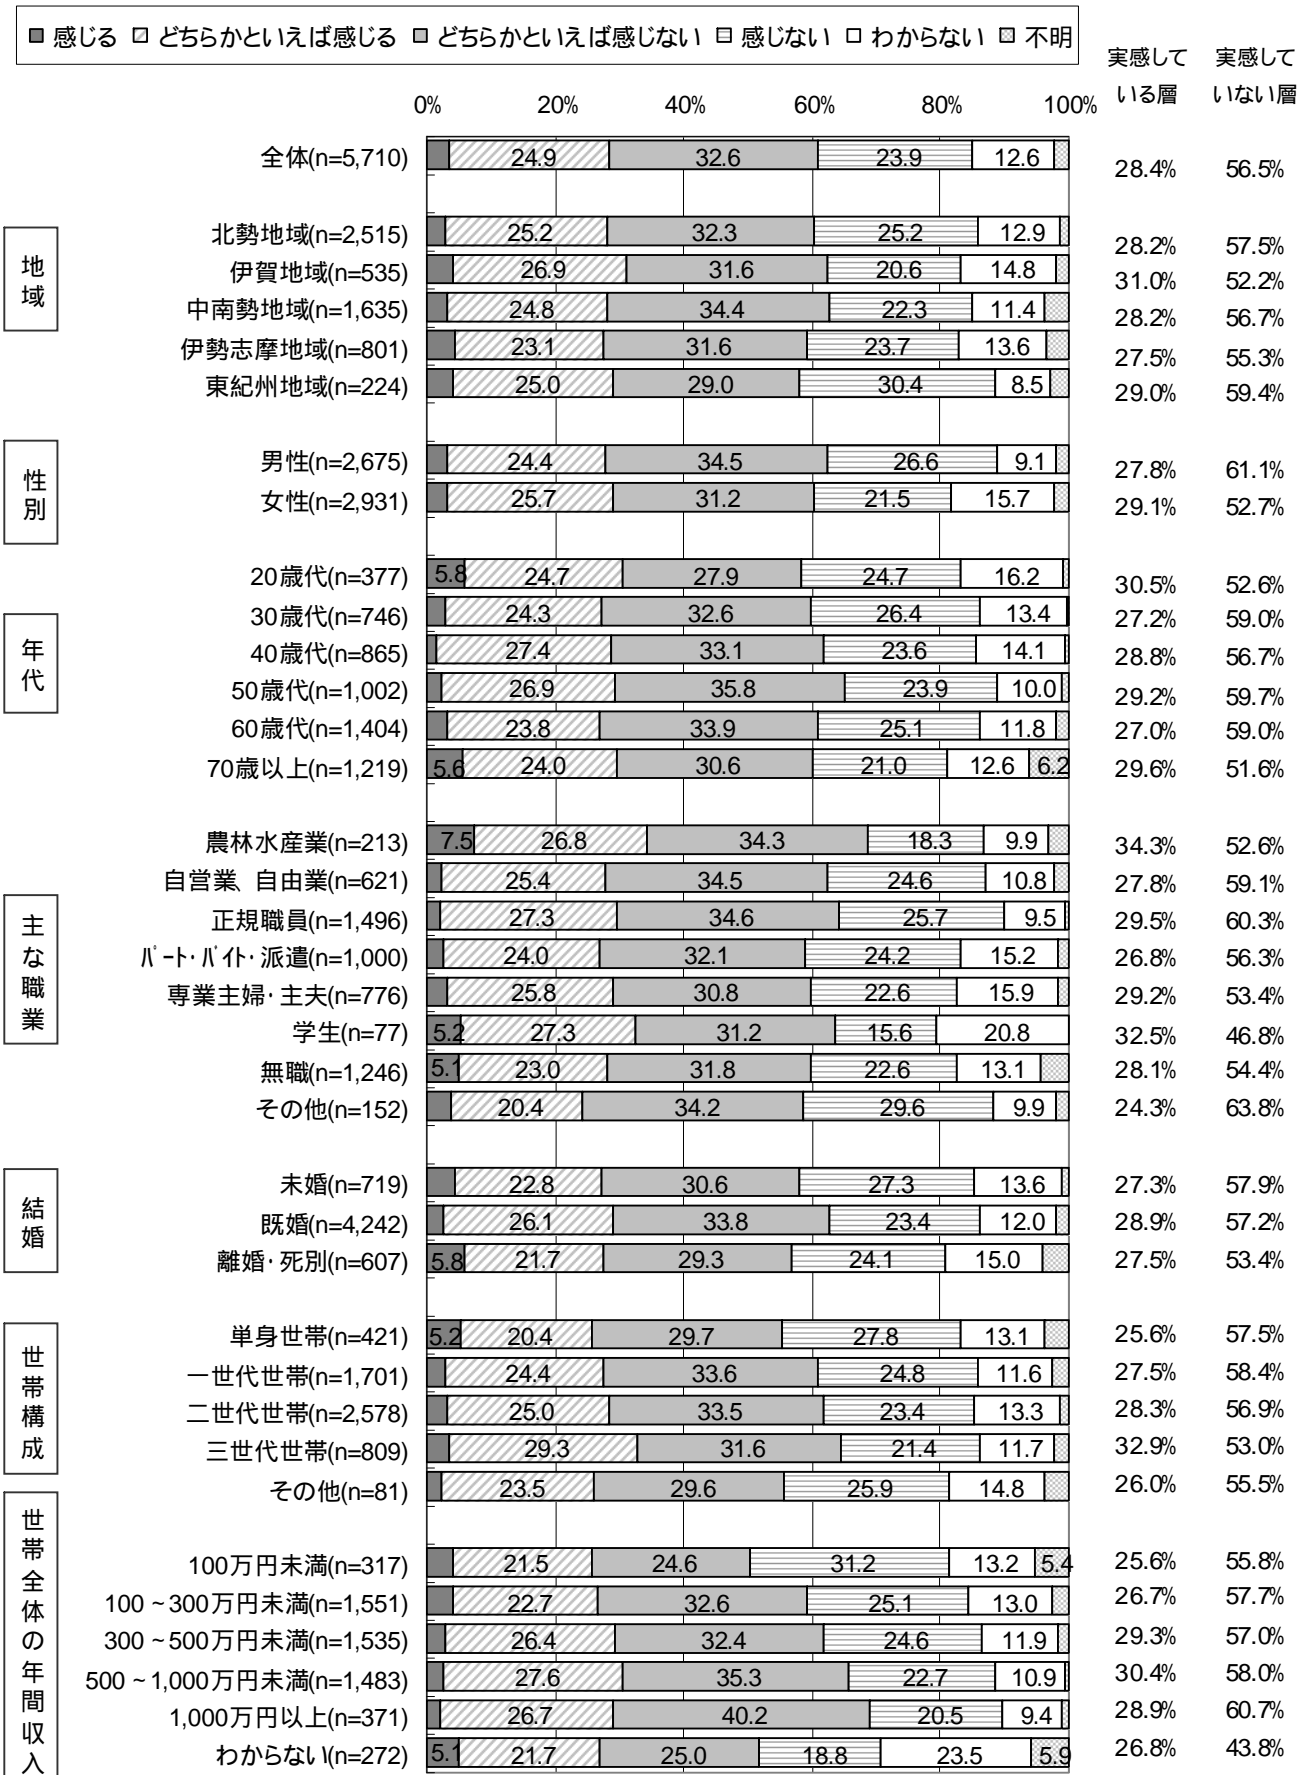 感じる どちらかといえば感じる どちらかといえば感じない 感じない わからない 不明
実感して 実感して
いる層 いない層
0% 20% 40% 60% 80% 100%
全体(n=5,710) 24.9 32.6 23.9 12.6 28.4% 56.5%
地域
北勢地域(n=2,515) 25.2 32.3 25.2 12.9 28.2% 57.5%
伊賀地域(n=535) 26.9 31.6 20.6 14.8 31.0% 52.2%
中南勢地域(n=1,635) 24.8 34.4 22.3 11.4 28.2% 56.7%
伊勢志摩地域(n=801) 23.1 31.6 23.7 13.6 27.5% 55.3%
東紀州地域(n=224) 25.0 29.0 30.4 8.5 29.0% 59.4%
性別
男性(n=2,675) 24.4 34.5 26.6 9.1 27.8% 61.1%
女性(n=2,931) 25.7 31.2 21.5 15.7 29.1% 52.7%
年代
20歳代(n=377) 5.8 24.7 27.9 24.7 16.2 30.5% 52.6%
30歳代(n=746) 24.3 32.6 26.4 13.4 27.2% 59.0%
40歳代(n=865) 27.4 33.1 23.6 14.1 28.8% 56.7%
50歳代(n=1,002) 26.9 35.8 23.9 10.0 29.2% 59.7%
60歳代(n=1,404) 23.8 33.9 25.1 11.8 27.0% 59.0%
70歳以上(n=1,219) 5.6 24.0 30.6 21.0 12.6 6.2 29.6% 51.6%
主な職業
農林水産業(n=213) 7.5 26.8 34.3 18.3 9.9 34.3% 52.6%
自営業、自由業(n=621) 25.4 34.5 24.6 10.8 27.8% 59.1%
正規職員(n=1,496) 27.3 34.6 25.7 9.5 29.5% 60.3%
ﾊﾟｰﾄ・ﾊﾞｲﾄ・派遣(n=1,000) 24.0 32.1 24.2 15.2 26.8% 56.3%
専業主婦・主夫(n=776) 25.8 30.8 22.6 15.9 29.2% 53.4%
学生(n=77) 5.2 27.3 31.2 15.6 20.8 32.5% 46.8%
無職(n=1,246) 5.1 23.0 31.8 22.6 13.1 28.1% 54.4%
その他(n=152) 20.4 34.2 29.6 9.9 24.3% 63.8%
結婚
未婚(n=719) 22.8 30.6 27.3 13.6 27.3% 57.9%
既婚(n=4,242) 26.1 33.8 23.4 12.0 28.9% 57.2%
離婚・死別(n=607) 5.8 21.7 29.3 24.1 15.0 27.5% 53.4%
世帯構成
単身世帯(n=421) 5.2 20.4 29.7 27.8 13.1 25.6% 57.5%
一世代世帯(n=1,701) 24.4 33.6 24.8 11.6 27.5% 58.4%
二世代世帯(n=2,578) 25.0 33.5 23.4 13.3 28.3% 56.9%
三世代世帯(n=809) 29.3 31.6 21.4 11.7 32.9% 53.0%
その他(n=81) 23.5 29.6 25.9 14.8 26.0% 55.5%
世帯全体の年間収入
100万円未満(n=317) 21.5 24.6 31.2 13.2 5.4 25.6% 55.8%
100~300万円未満(n=1,551) 22.7 32.6 25.1 13.0 26.7% 57.7%
300~500万円未満(n=1,535) 26.4 32.4 24.6 11.9 29.3% 57.0%
500~1,000万円未満(n=1,483) 27.6 35.3 22.7 10.9 30.4% 58.0%
1,000万円以上(n=371) 26.7 40.2 20.5 9.4 28.9% 60.7%
わからない(n=272) 5.1 21.7 25.0 18.8 23.5 5.9 26.8% 43.8%